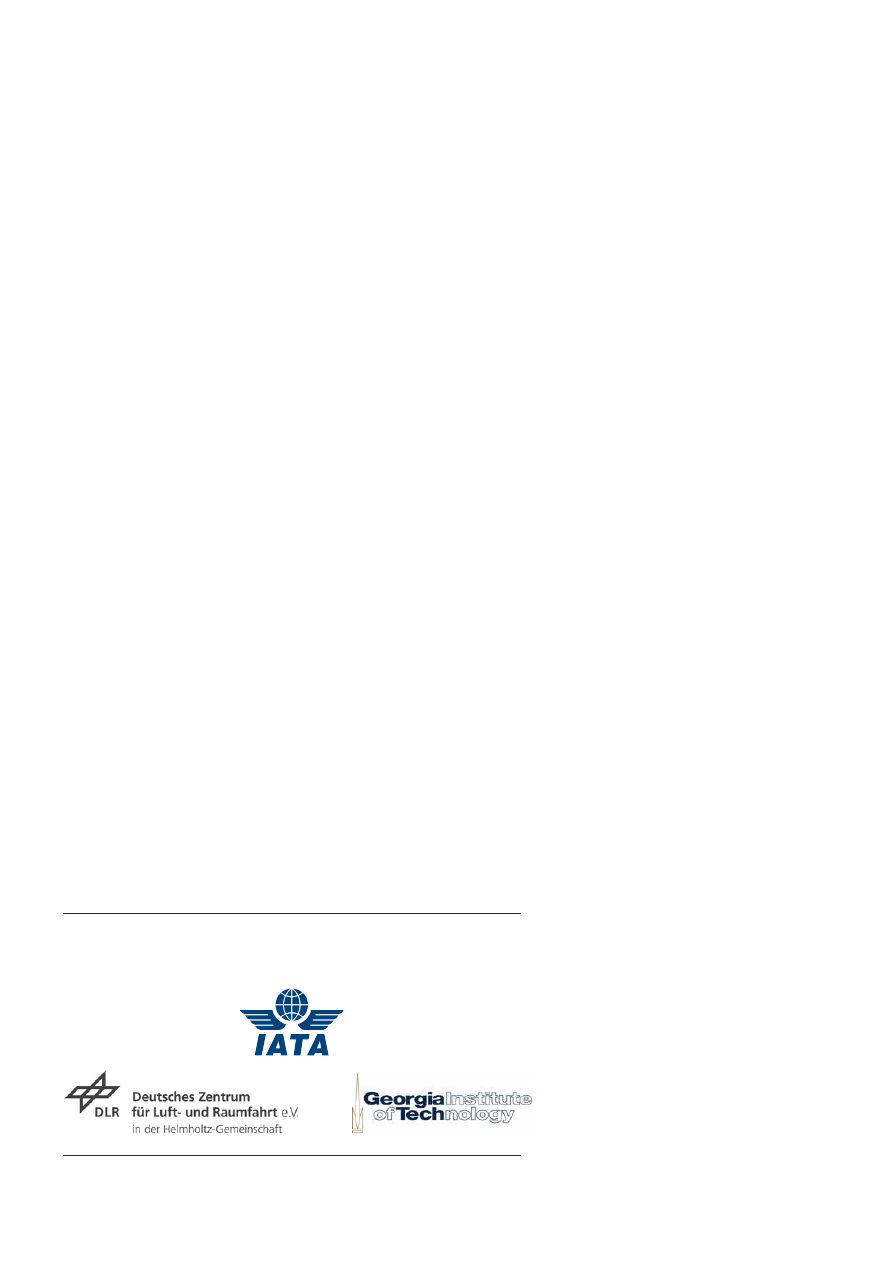 IATA
DLR
Deutsches Zentrum
für Luft- und Raumfahrt e.V.
in der Helmholtz-Gemeinschaft
Georgia Institute
of Technology